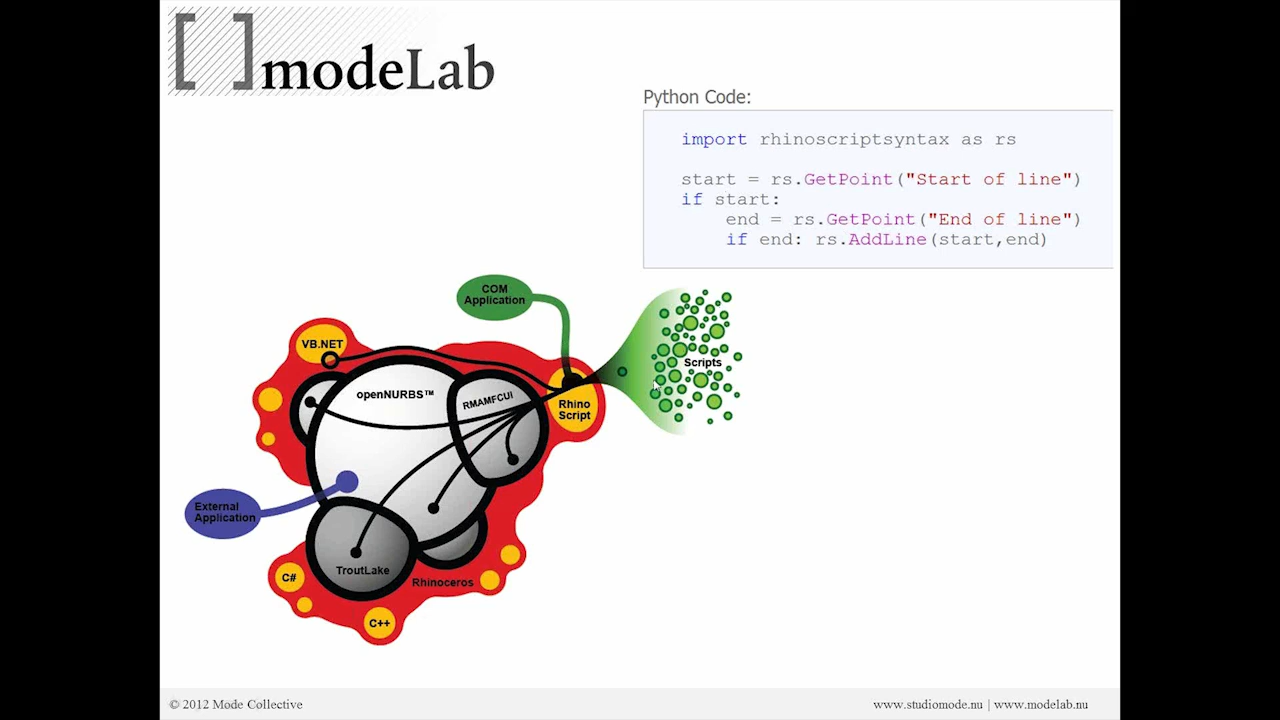 [ ] modeLab
Python Code:
import rhinoscriptsyntax as rs
start = rs.GetPoint("Start of line")
if start:
    end = rs.GetPoint("End of line")
    if end: rs.AddLine(start,end)
COM
Application
Scripts
VB.NET
openNURBS™
RMAMFCUI
Rhino
Script
External
Application
TroutLake
Rhinoceros
C#
C++
© 2012 Mode Collective
www.studiomode.nu | www.modelab.nu